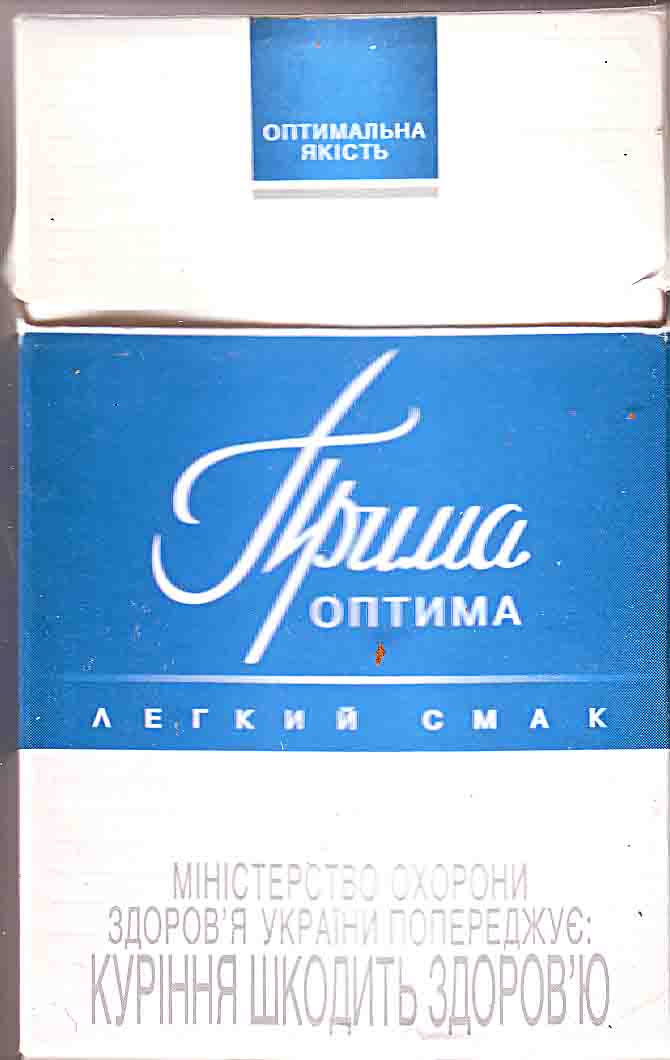 ОПТИМАЛЬНА
ЯКІСТЬ
Прима
ОПТИМА
ЛЕГКИЙ СМАК
МІНІСТЕРСТВО ОХОРОНИ
ЗДОРОВ'Я УКРАЇНИ ПОПЕРЕДЖУЄ:
КУРІННЯ ШКОДИТЬ ЗДОРОВ'Ю